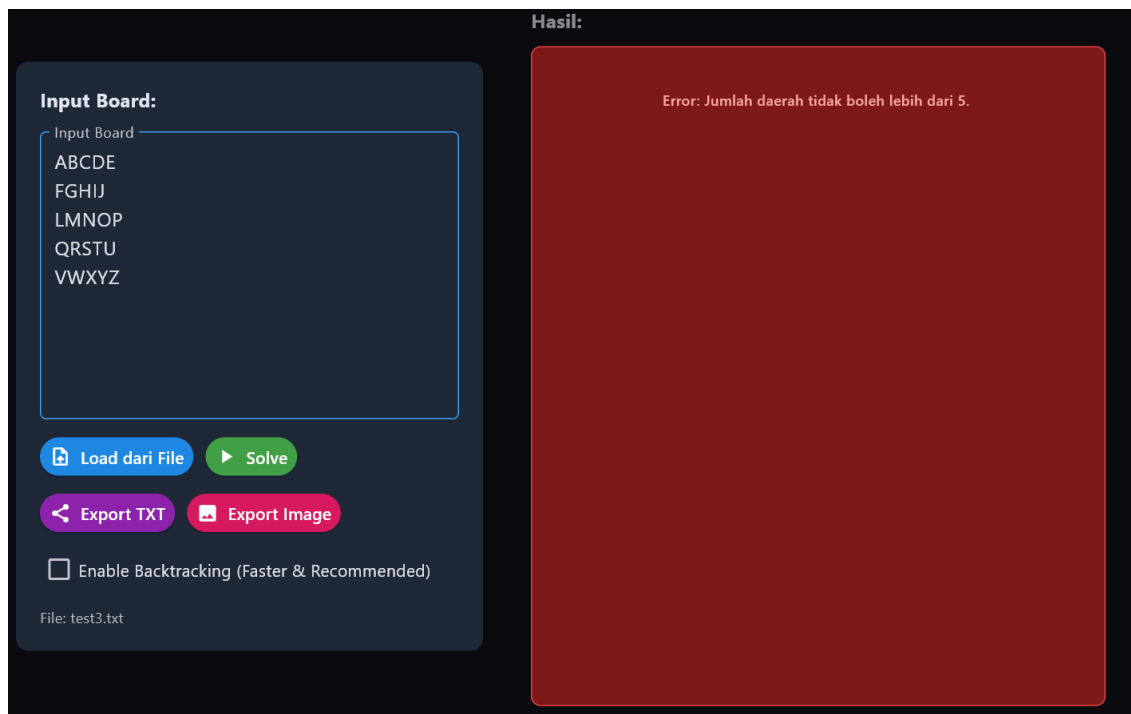 Hasil:
Error: Jumlah daerah tidak boleh lebih dari 5.
Input Board:
Input Board
ABCDE
FGHIJ
LMNOP
QRSTU
VWXYZ
Load dari File
Solve
Export TXT
Export Image
Enable Backtracking (Faster & Recommended)
File: test3.txt